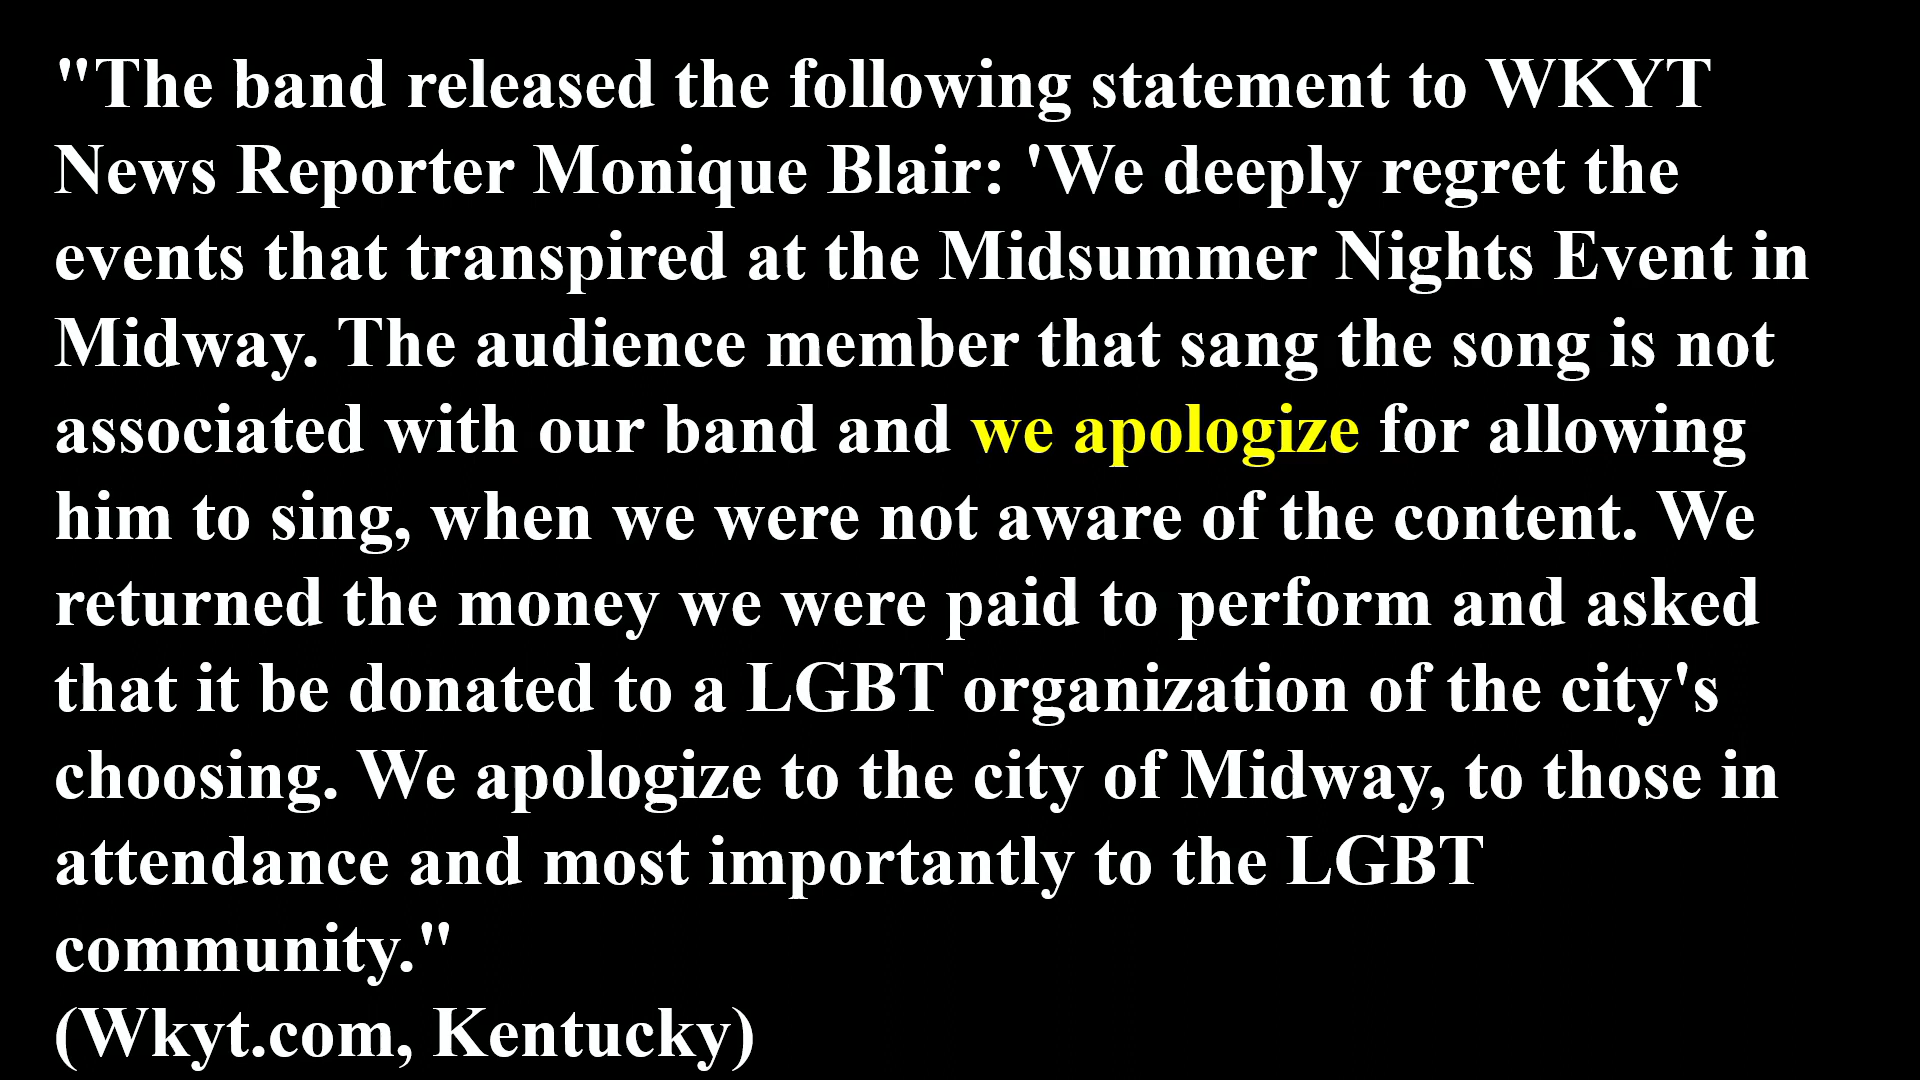 "The band released the following statement to WKYT
News Reporter Monique Blair: 'We deeply regret the
events that transpired at the Midsummer Nights Event in
Midway. The audience member that sang the song is not
associated with our band and we apologize for allowing
him to sing, when we were not aware of the content. We
returned the money we were paid to perform and asked
that it be donated to a LGBT organization of the city's
choosing. We apologize to the city of Midway, to those in
attendance and most importantly to the LGBT
community."
(Wkyt.com, Kentucky)